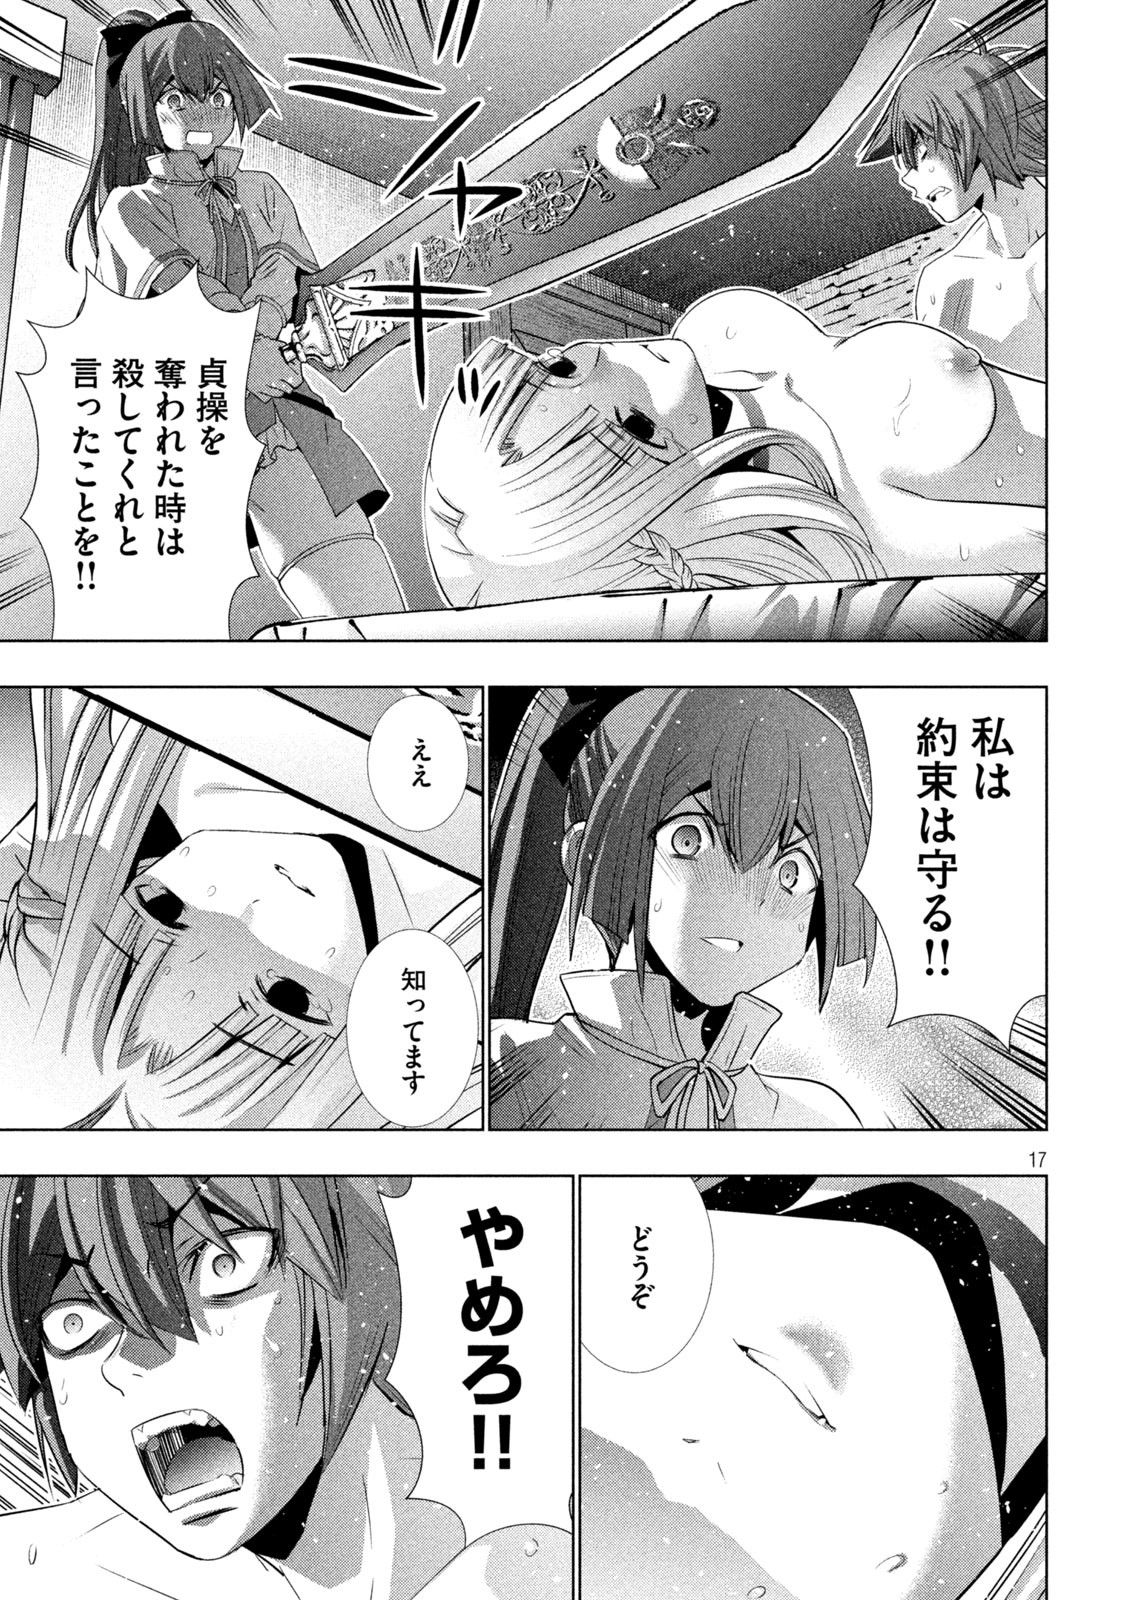 貞操を
奪われた時は
殺してくれと
言ったことを!!
ジャキ
私は
約束は守る!!
ええ
知ってます
17
どうぞ
やめろ!!